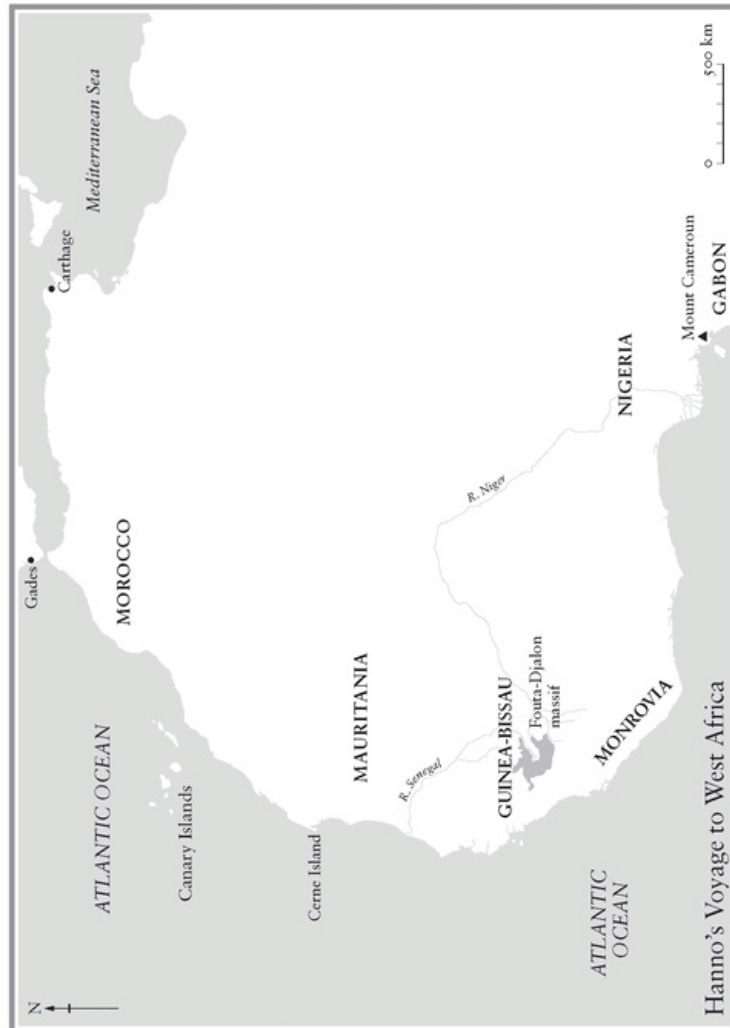 N
Gades
Mediterranean Sea
Carthage
ATLANTIC OCEAN
MOROCCO
Canary Islands
Cerne Island
MAURITANIA
R. Senegal
R. Niger
GUINEA-BISSAU
Fouta-Djalon
massif
NIGERIA
MONROVIA
ATLANTIC
OCEAN
Mount Cameroun
GABON
0 500 km
Hanno's Voyage to West Africa